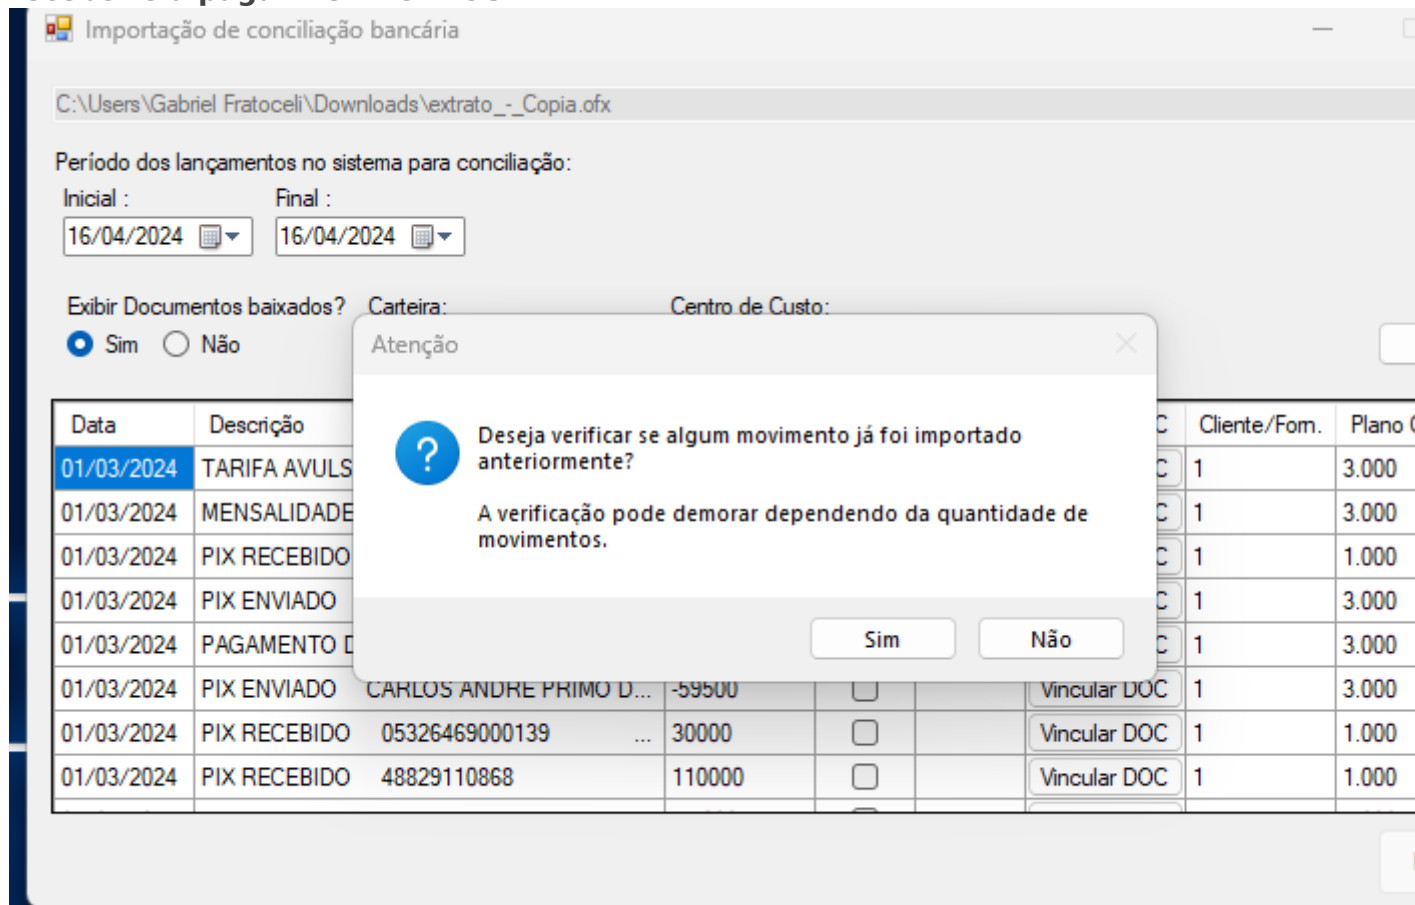 Importação de conciliação bancária
C:\Users\Gabriel Fratoceli\Downloads\extrato_-_Copia.ofx
Período dos lançamentos no sistema para conciliação:
Inicial : Final :
16/04/2024 16/04/2024
Exibir Documentos baixados? Carteira: Centro de Custo:
Sim Não
Atenção
Deseja verificar se algum movimento já foi importado
anteriormente?
A verificação pode demorar dependendo da quantidade de
movimentos.
Sim Não
Data Descrição C Cliente/Forn. Plano
01/03/2024 TARIFA AVULS C 1 3.000
01/03/2024 MENSALIDADE C 1 3.000
01/03/2024 PIX RECEBIDO C 1 1.000
01/03/2024 PIX ENVIADO C 1 3.000
01/03/2024 PAGAMENTO C 1 3.000
01/03/2024 PIX ENVIADO CARLOS ANDRE PRIMO D... -59500 Vincular DOC 1 3.000
01/03/2024 PIX RECEBIDO 05326469000139 ... 30000 Vincular DOC 1 1.000
01/03/2024 PIX RECEBIDO 48829110868 110000 Vincular DOC 1 1.000